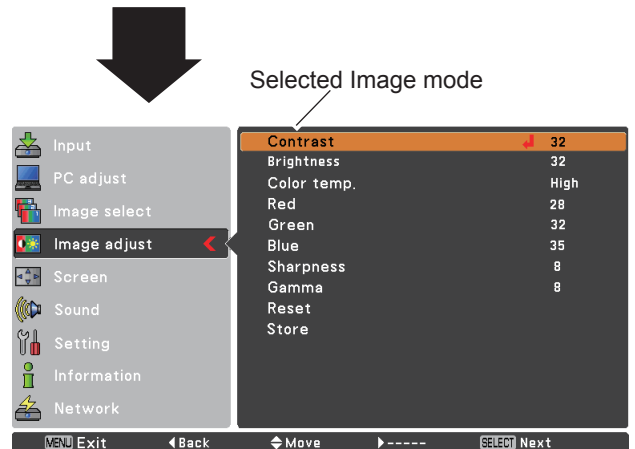 Selected Image mode
Input
PC adjust
Image select
Image adjust
Screen
Sound
Setting
Information
Network
Contrast 32
Brightness 32
Color temp. High
Red 28
Green 32
Blue 35
Sharpness 8
Gamma 8
Reset
Store
MENU Exit Back Move ----- SELECT Next